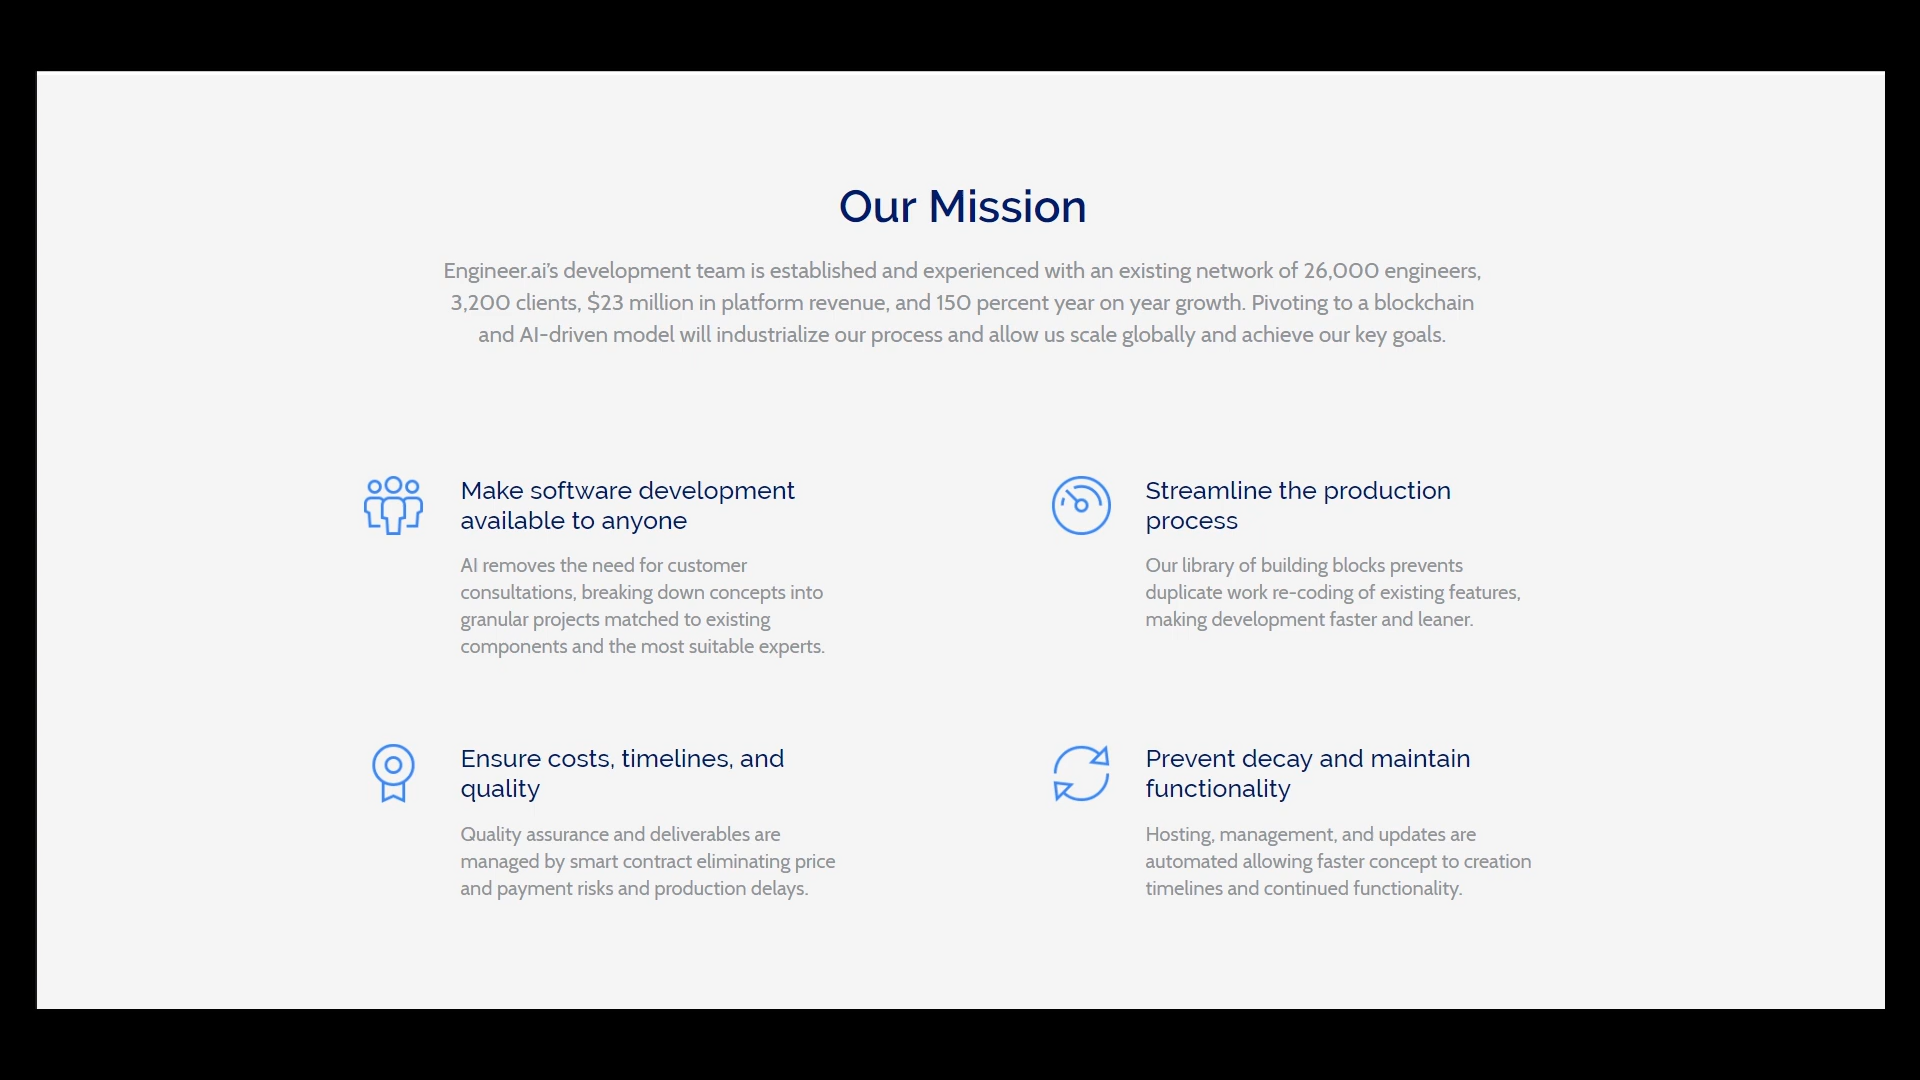 Our Mission
Engineer.ai's development team is established and experienced with an existing network of 26,000 engineers,
3,200 clients, $23 million in platform revenue, and 150 percent year on year growth. Pivoting to a blockchain
and AI-driven model will industrialize our process and allow us scale globally and achieve our key goals.
Make software development
available to anyone
AI removes the need for customer
consultations, breaking down concepts into
granular projects matched to existing
components and the most suitable experts.
Streamline the production
process
Our library of building blocks prevents
duplicate work re-coding of existing features,
making development faster and leaner.
Ensure costs, timelines, and
quality
Quality assurance and deliverables are
managed by smart contract eliminating price
and payment risks and production delays.
Prevent decay and maintain
functionality
Hosting, management, and updates are
automated allowing faster concept to creation
timelines and continued functionality.